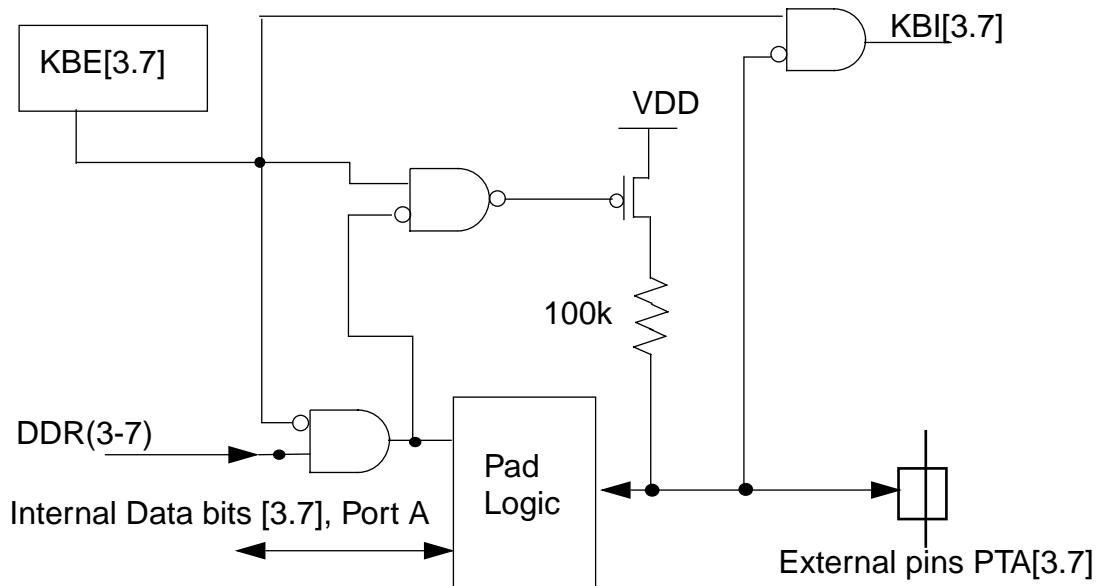 KBI[3.7]
KBE[3.7]
VDD
100k
DDR(3-7)
Pad
Logic
Internal Data bits [3.7], Port A
External pins PTA[3.7]